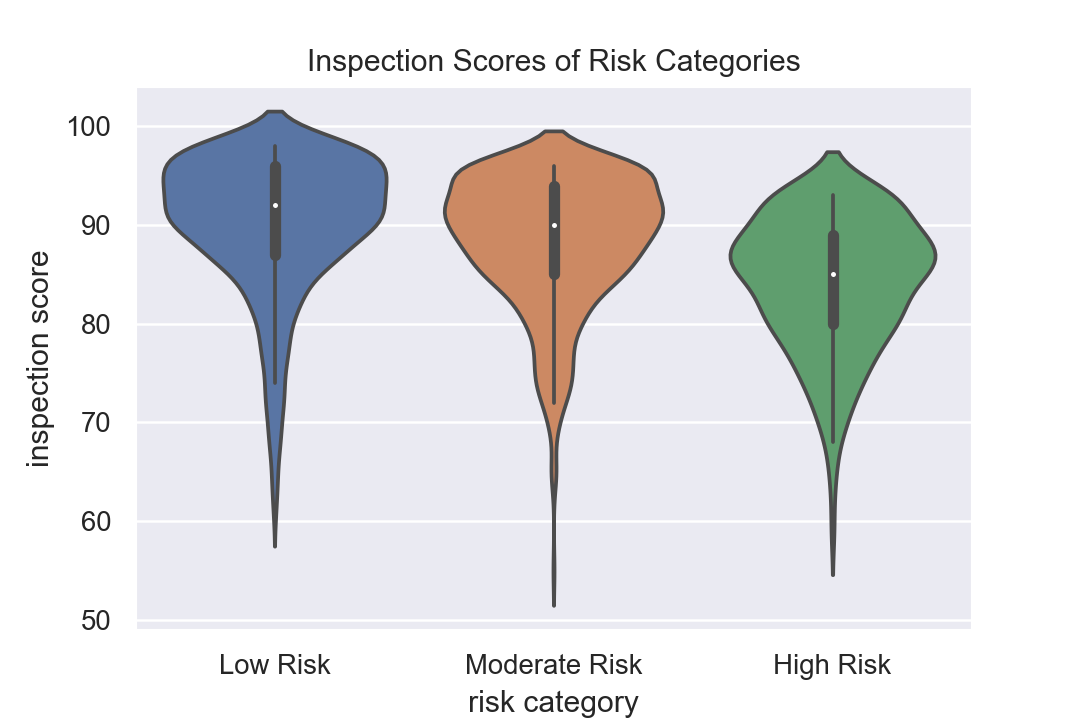 Inspection Scores of Risk Categories
100
90
80
70
60
50
inspection score
Low Risk
Moderate Risk
High Risk
risk category